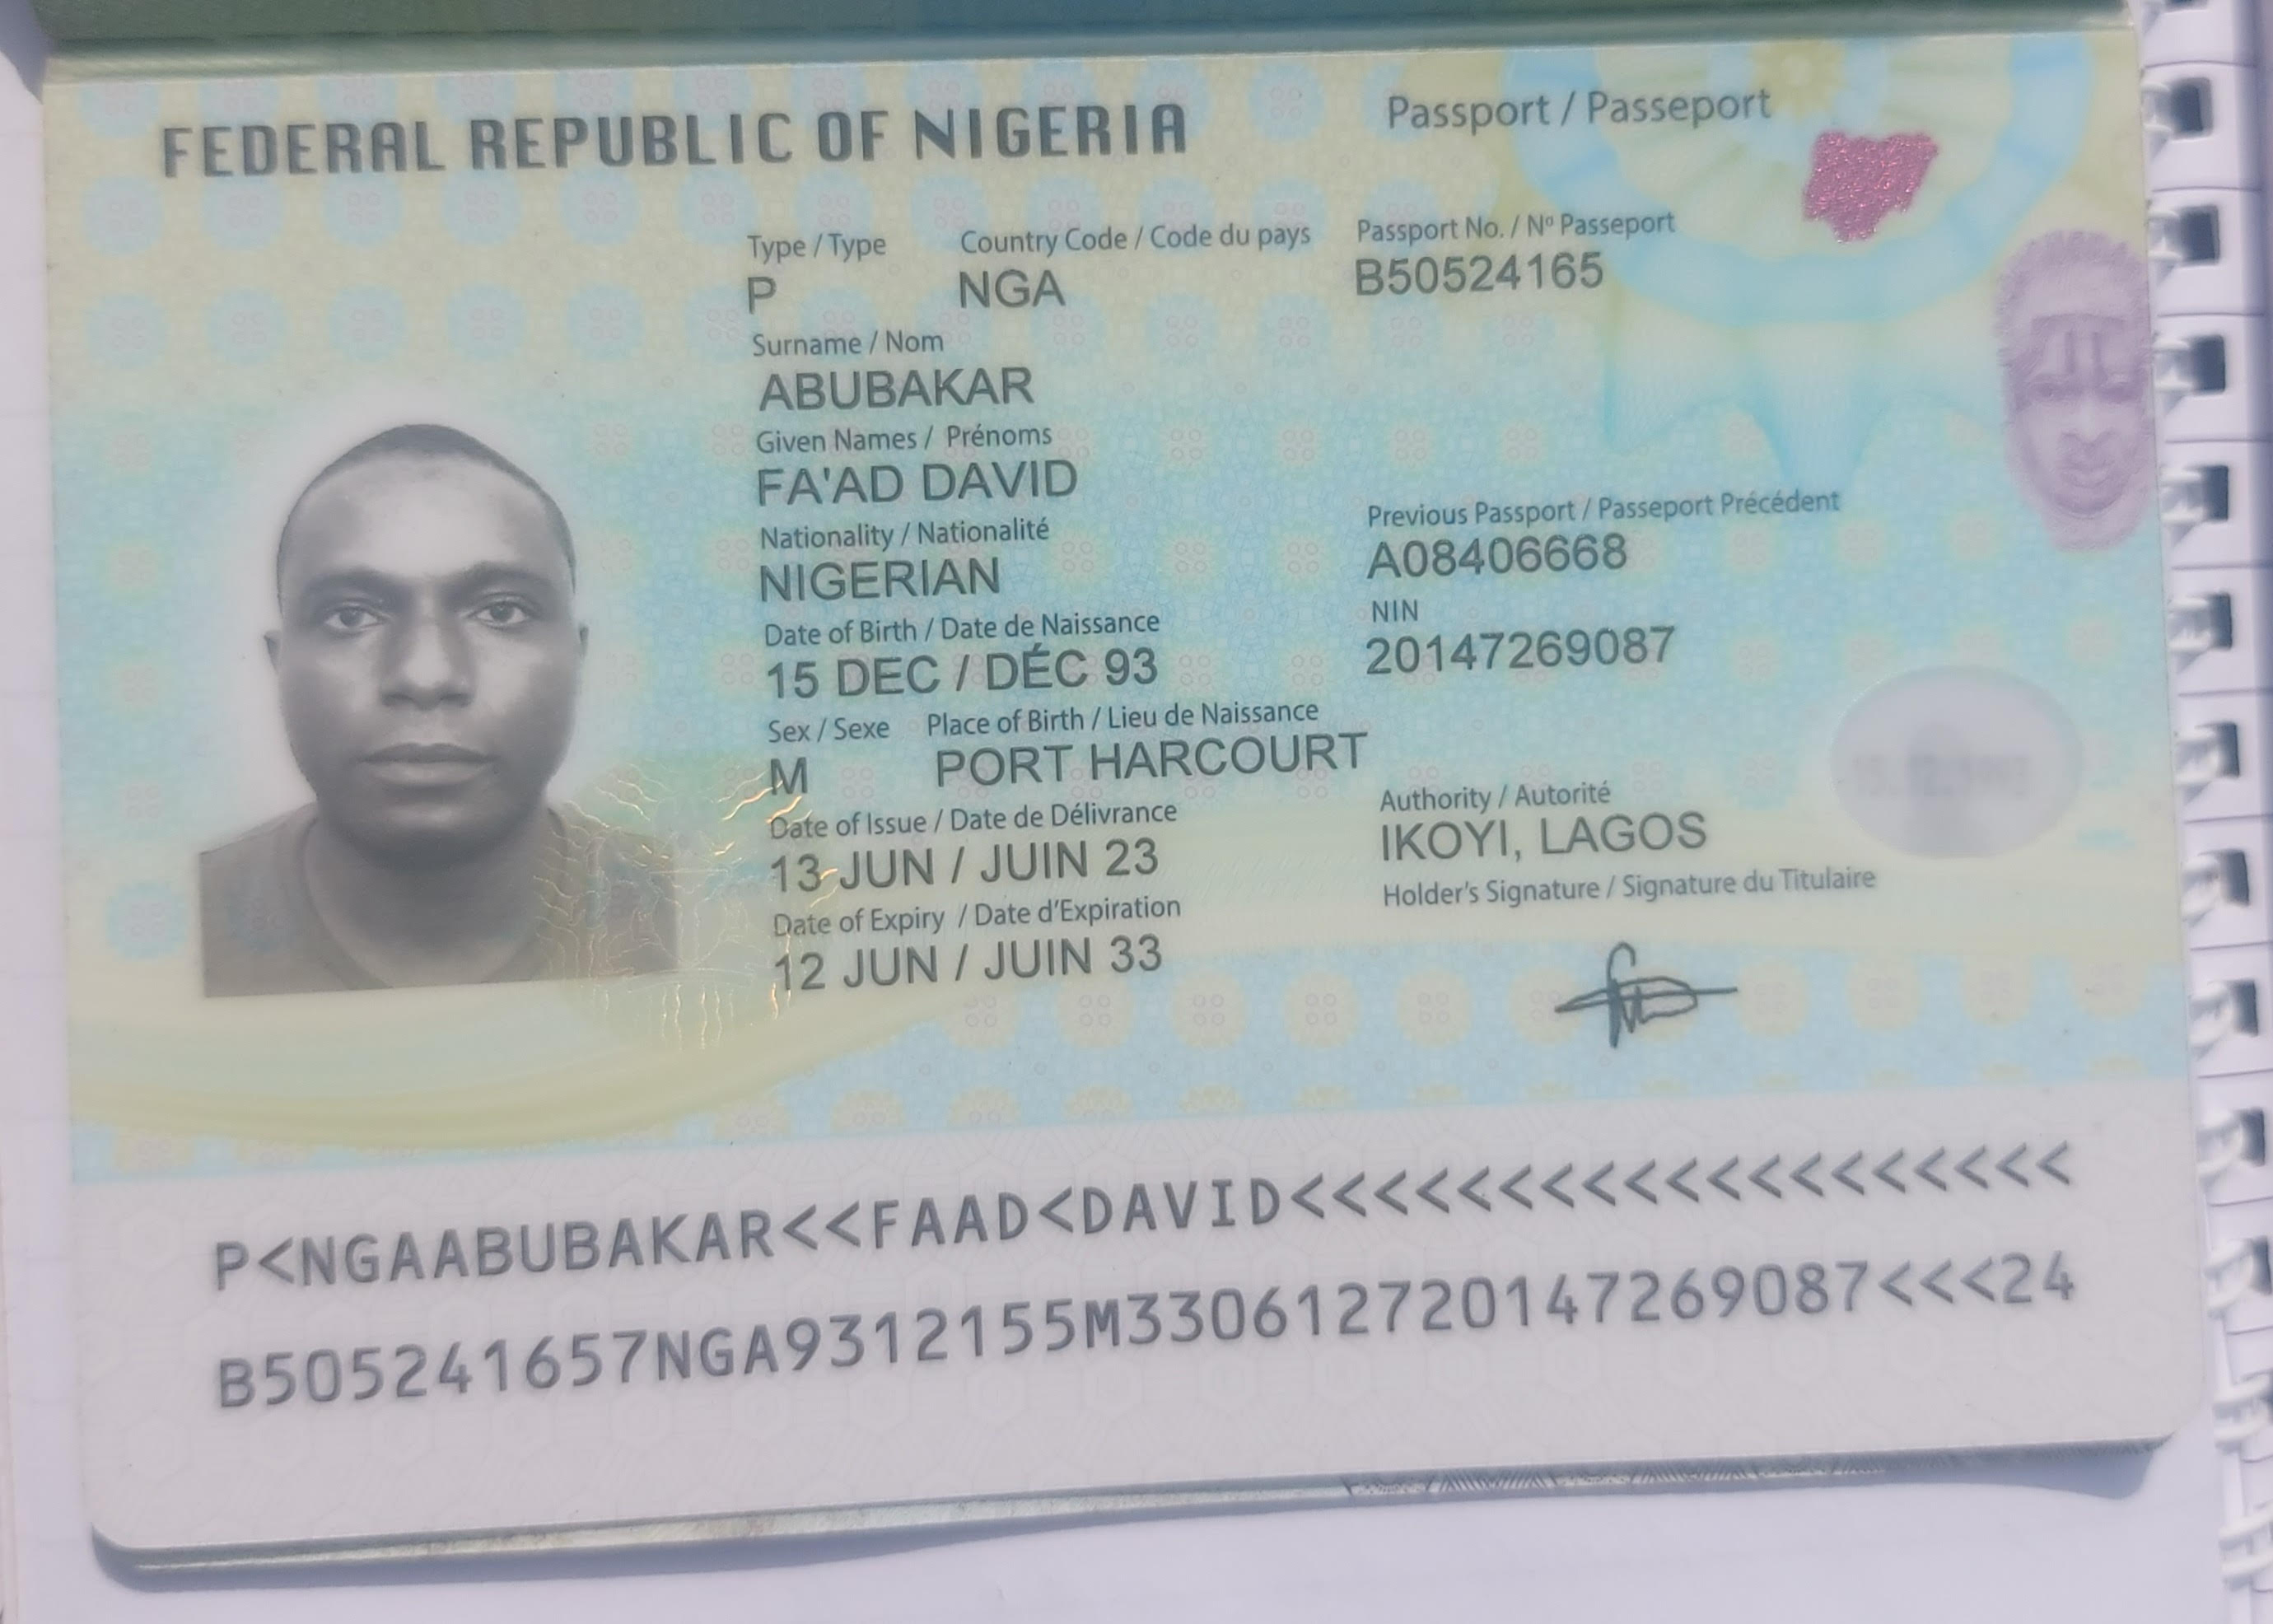 FEDERAL REPUBLIC OF NIGERIA
Passport / Passeport
Type / Type Country Code / Code du pays Passport No. / Nº Passeport
P NGA B50524165
Surname / Nom
ABUBAKAR
Given Names / Prénoms
FA'AD DAVID
Previous Passport / Passeport Précédent
A08406668
Nationality / Nationalité
NIGERIAN
NIN
20147269087
Date of Birth / Date de Naissance
15 DEC / DÉC 93
Sex / Sexe Place of Birth / Lieu de Naissance
M PORT HARCOURT
Authority / Autorité
IKOYI, LAGOS
Date of Issue / Date de Délivrance
13 JUN / JUIN 23
Holder's Signature / Signature du Titulaire
Date of Expiry / Date d'Expiration
12 JUN / JUIN 33
P<NGAABUBAKAR<<FAAD<DAVID<<<<<<<<<<<<<<<<<<<
B505241657NGA9312155M330612720147269087<<<24